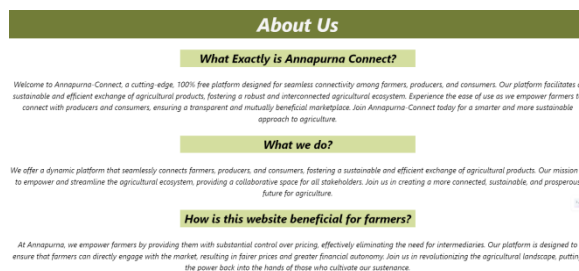 About Us
What Exactly is Annapurna Connect?
Welcome to Annapurna-Connect, a cutting-edge, 100% free platform designed for seamless connectivity among farmers, producers, and consumers. Our platform facilitates
sustainable and efficient exchange of agricultural products, fostering a robust and interconnected agricultural ecosystem. Experience the ease of use as we empower farmers
connect with producers and consumers, ensuring a transparent and mutually beneficial marketplace. Join Annapurna-Connect today for a smarter and more sustainable
approach to agriculture.
What we do?
We offer a dynamic platform that seamlessly connects farmers, producers, and consumers, fostering a sustainable and efficient exchange of agricultural products. Our mission
to empower and streamline the agricultural ecosystem, providing a collaborative space for all stakeholders. Join us in creating a more connected, sustainable, and prosperous
future for agriculture.
How is this website beneficial for farmers?
At Annapurna, we empower farmers by providing them with substantial control over pricing, effectively eliminating the need for intermediaries. Our platform is designed to
ensure that farmers can directly engage with the market, resulting in fairer prices and greater financial autonomy. Join us in revolutionizing the agricultural landscape, puttin
the power back into the hands of those who cultivate our sustenance.